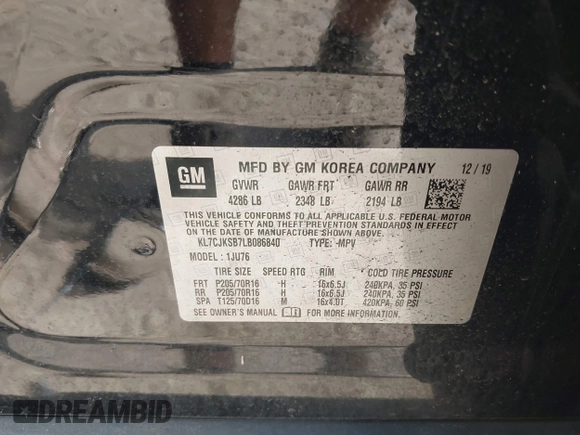 GM
MFD BY GM KOREA COMPANY 12/19
GVWR GAWR FRT GAWR RR
4286 LB 2348 LB 2194 LB
THIS VEHICLE CONFORMS TO ALL APPLICABLE U.S. FEDERAL MOTOR
VEHICLE SAFETY AND THEFT PREVENTION STANDARDS IN EFFECT ON
THE DATE OF MANUFACTURE SHOWN ABOVE.
KL7CJKSB7LB086840 TYPE: MPV
MODEL: 1JU76
TIRE SIZE SPEED RTG RIM COLD TIRE PRESSURE
FRT P205/70R16 H 16x6.5J 240KPA, 35 PSI
RR P205/70R16 H 16x6.5J 240KPA, 35 PSI
SPA T125/70D16 M 16x4.0T 420KPA, 60 PSI
SEE OWNER'S MANUAL FOR MORE INFORMATION.
DREAMBID